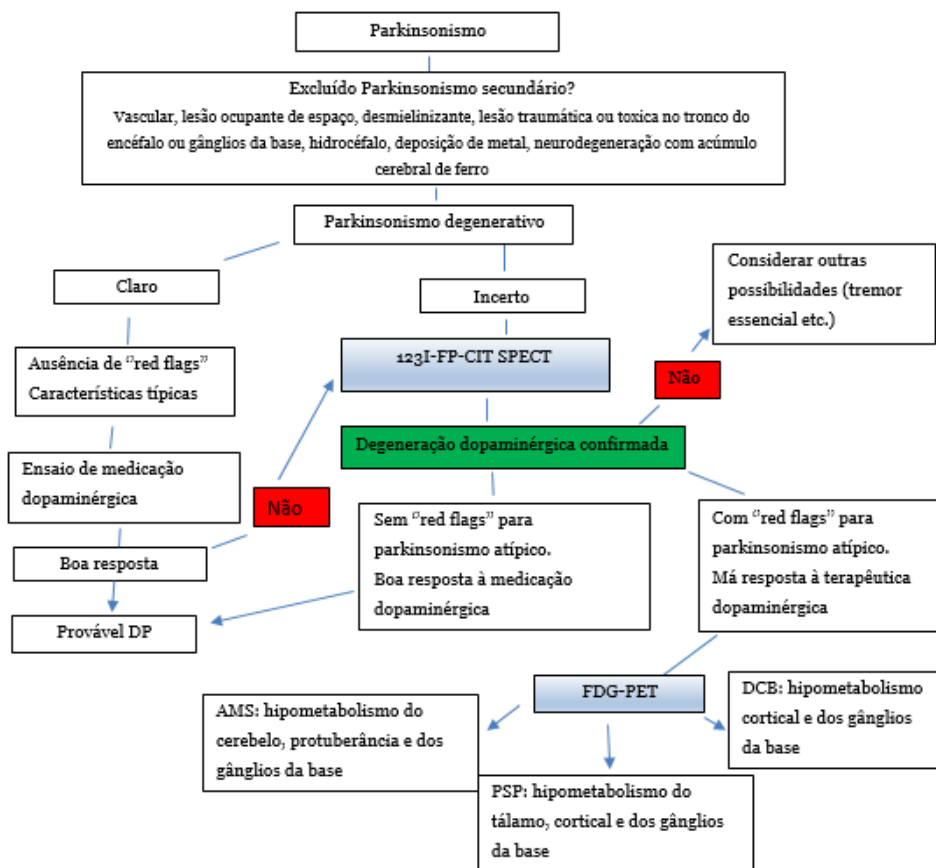 Parkinsonismo
Excluído Parkinsonismo secundário?
Vascular, lesão ocupante de espaço, desmielinizante, lesão traumática ou toxica no tronco do
encéfalo ou gânglios da base, hidrocéfalo, deposição de metal, neurodegeneração com acúmulo
cerebral de ferro
Parkinsonismo degenerativo
Claro
Incerto
Considerar outras
possibilidades (tremor
essencial etc.)
123I-FP-CIT SPECT
Não
Ausência de “red flags”
Características típicas
Degeneração dopaminérgica confirmada
Ensaio de medicação
dopaminérgica
Não
Boa resposta
Sem “red flags” para
parkinsonismo atípico.
Boa resposta à medicação
dopaminérgica
Com “red flags” para
parkinsonismo atípico.
Má resposta à terapêutica
dopaminérgica
Provável DP
FDG-PET
DCB: hipometabolismo
cortical e dos gânglios
da base
AMS: hipometabolismo do
cerebelo, protuberância e dos
gânglios da base
PSP: hipometabolismo do
tálamo, cortical e dos gânglios
da base